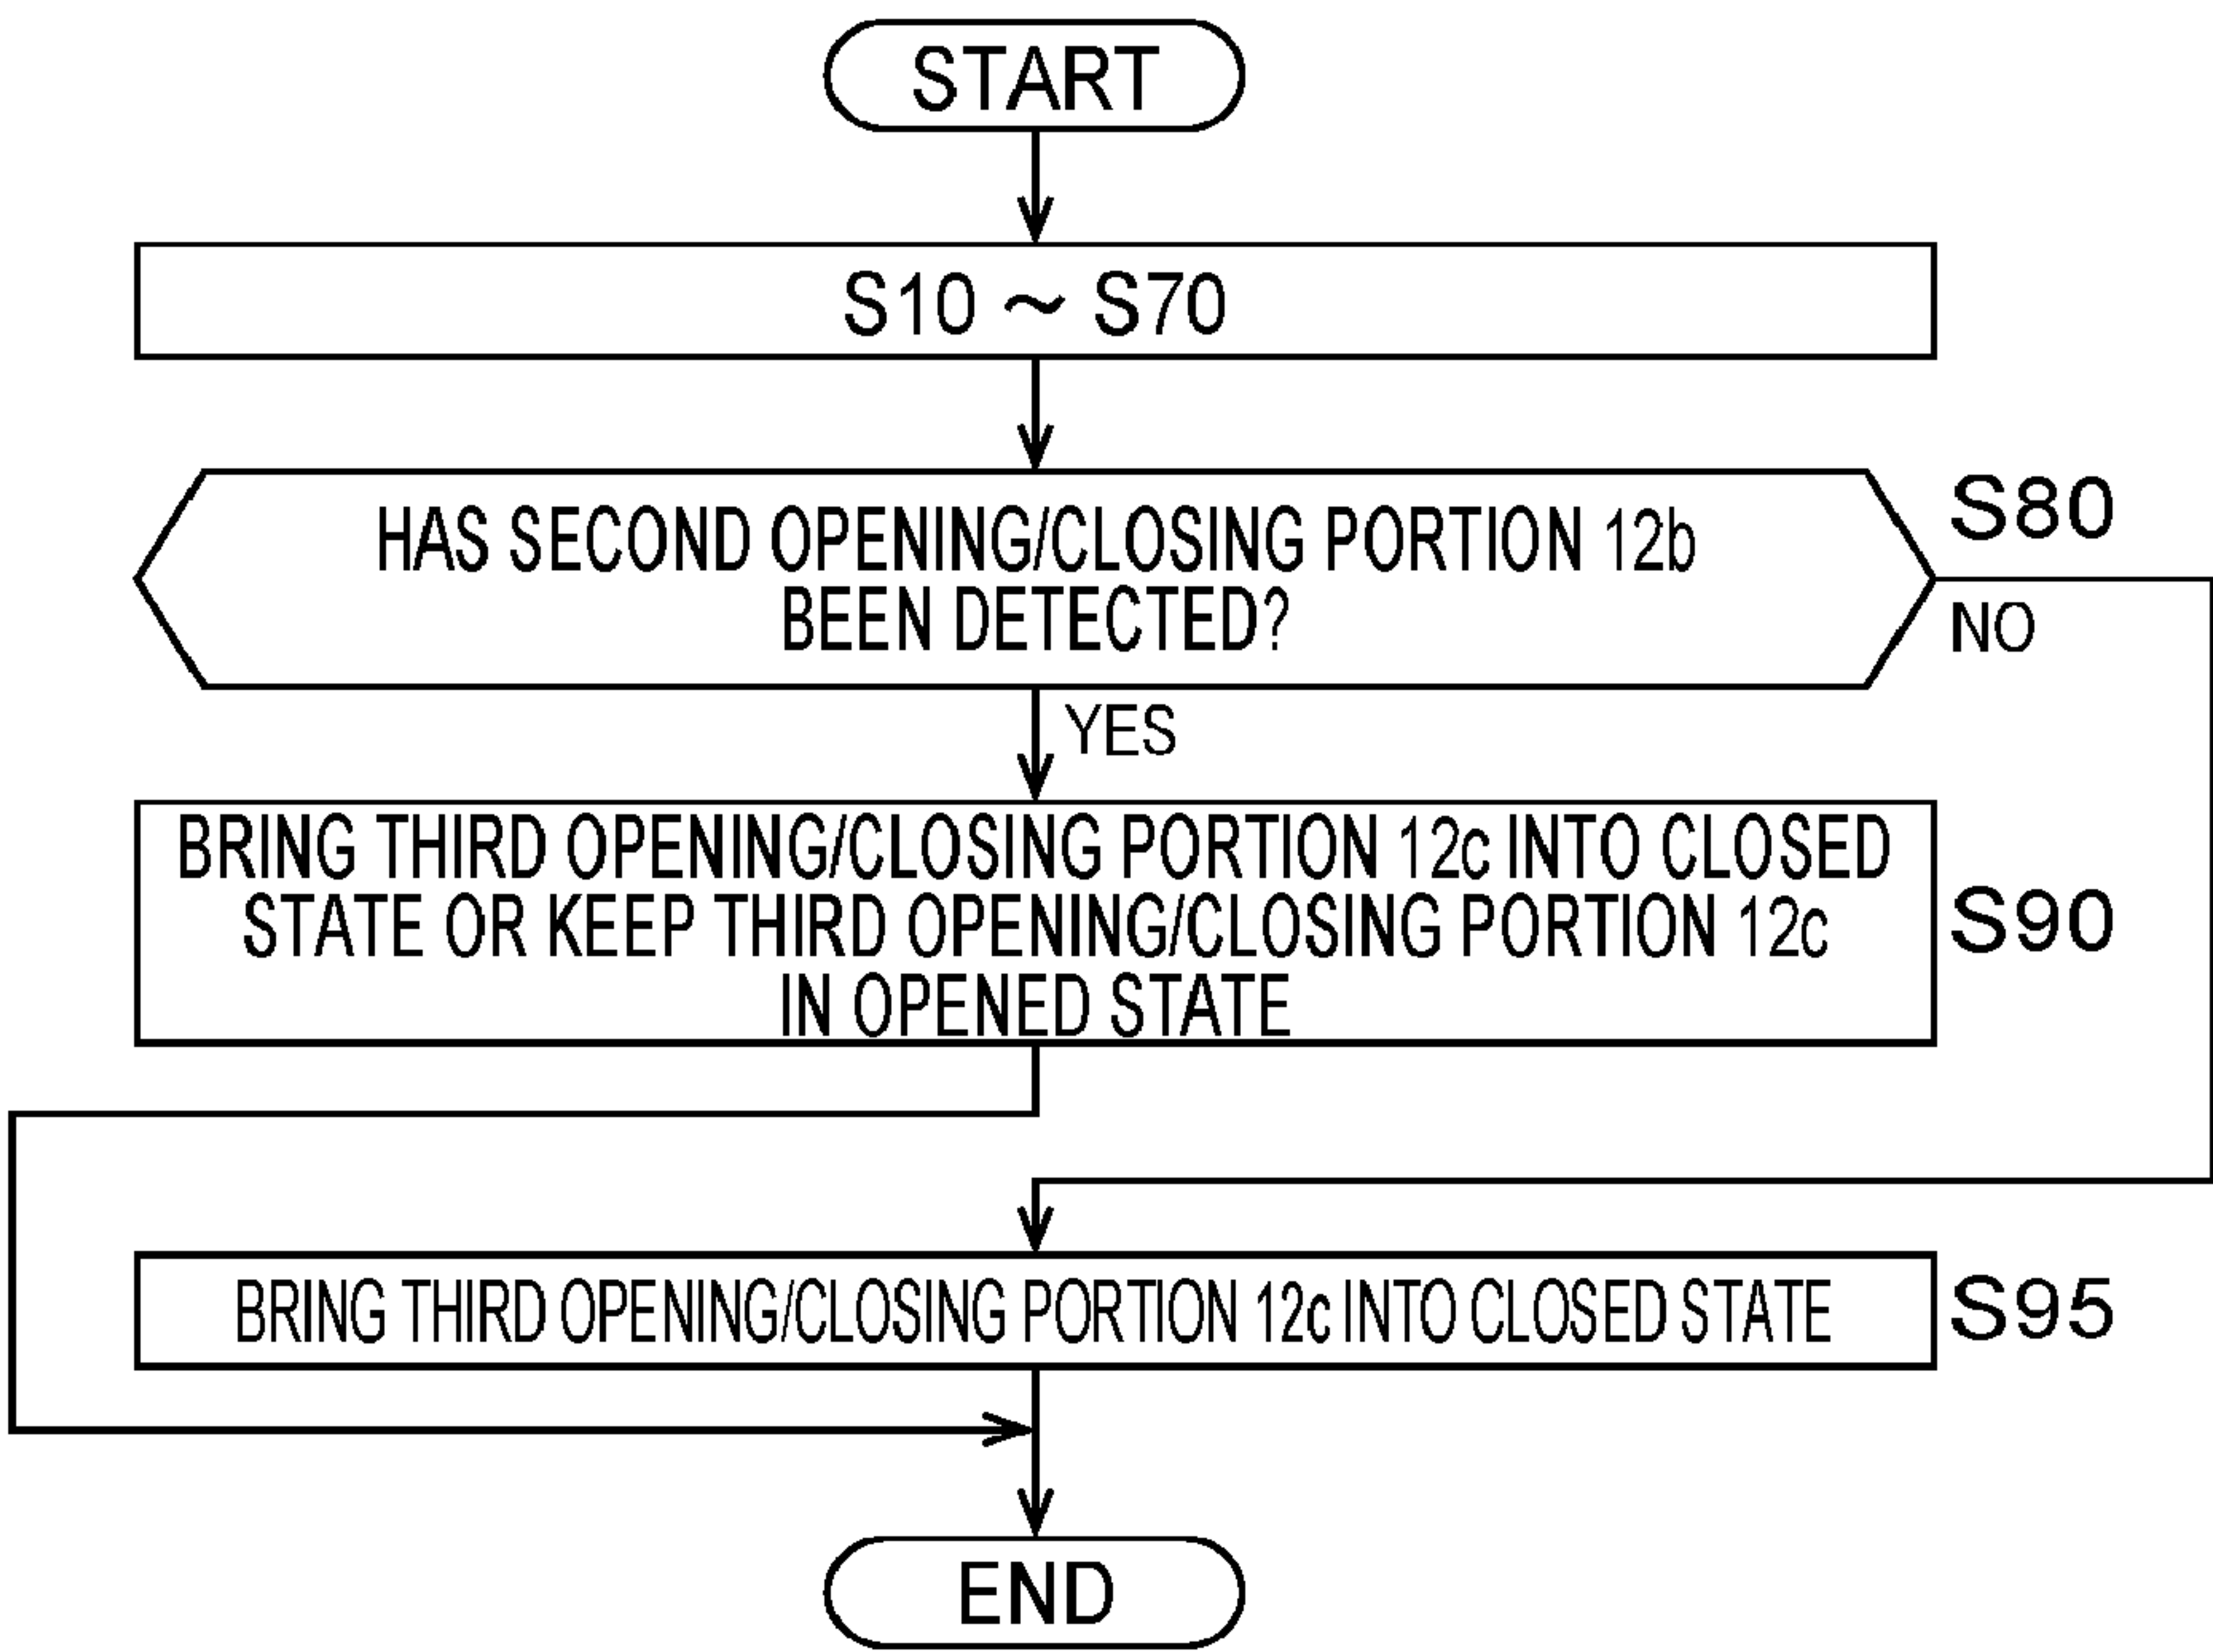 START
S10 ~ S70
HAS SECOND OPENING/CLOSING PORTION 12b
BEEN DETECTED?
S80
NO
YES
BRING THIRD OPENING/CLOSING PORTION 12c INTO CLOSED
STATE OR KEEP THIRD OPENING/CLOSING PORTION 12c
IN OPENED STATE
S90
BRING THIRD OPENING/CLOSING PORTION 12c INTO CLOSED STATE
S95
END